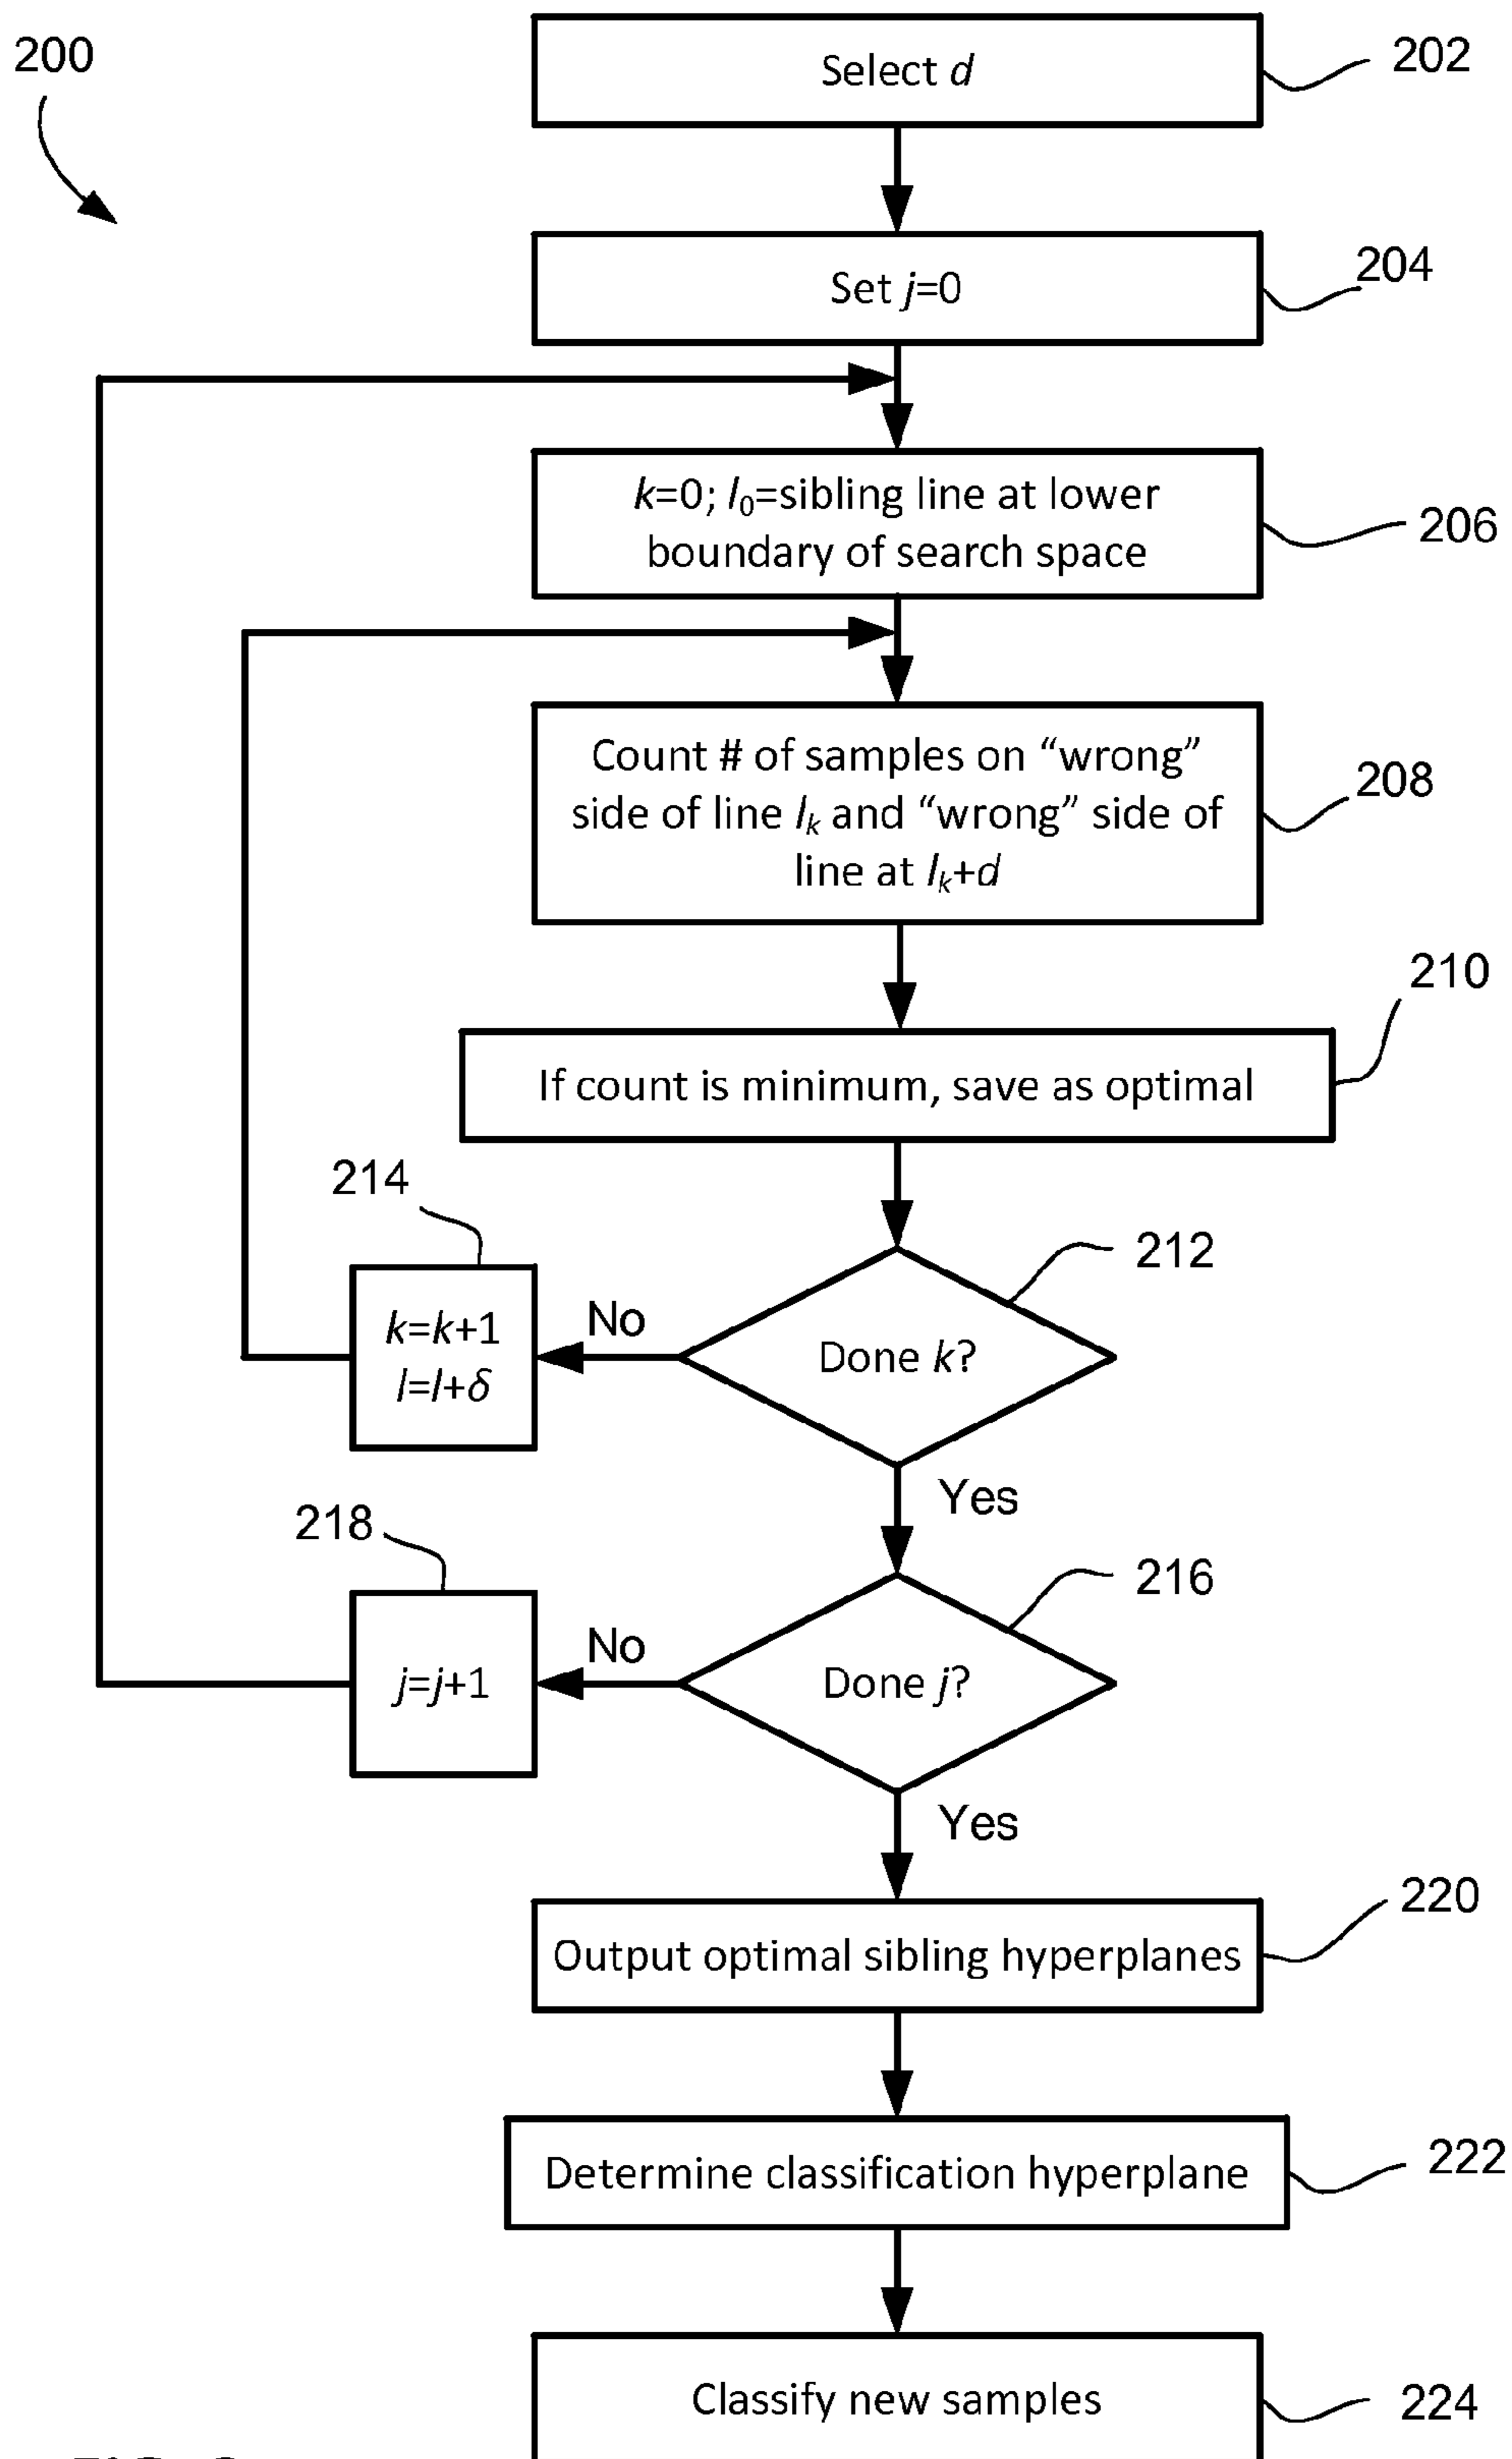 200
Select d
202
Set j=0
204
k=0; l₀=sibling line at lower
boundary of search space
206
Count # of samples on “wrong”
side of line lₖ and “wrong” side of
line at lₖ+d
208
210
If count is minimum, save as optimal
214
212
k=k+1
l=l+δ
No
Done k?
Yes
218
216
j=j+1
No
Done j?
Yes
220
Output optimal sibling hyperplanes
Determine classification hyperplane
222
Classify new samples
224